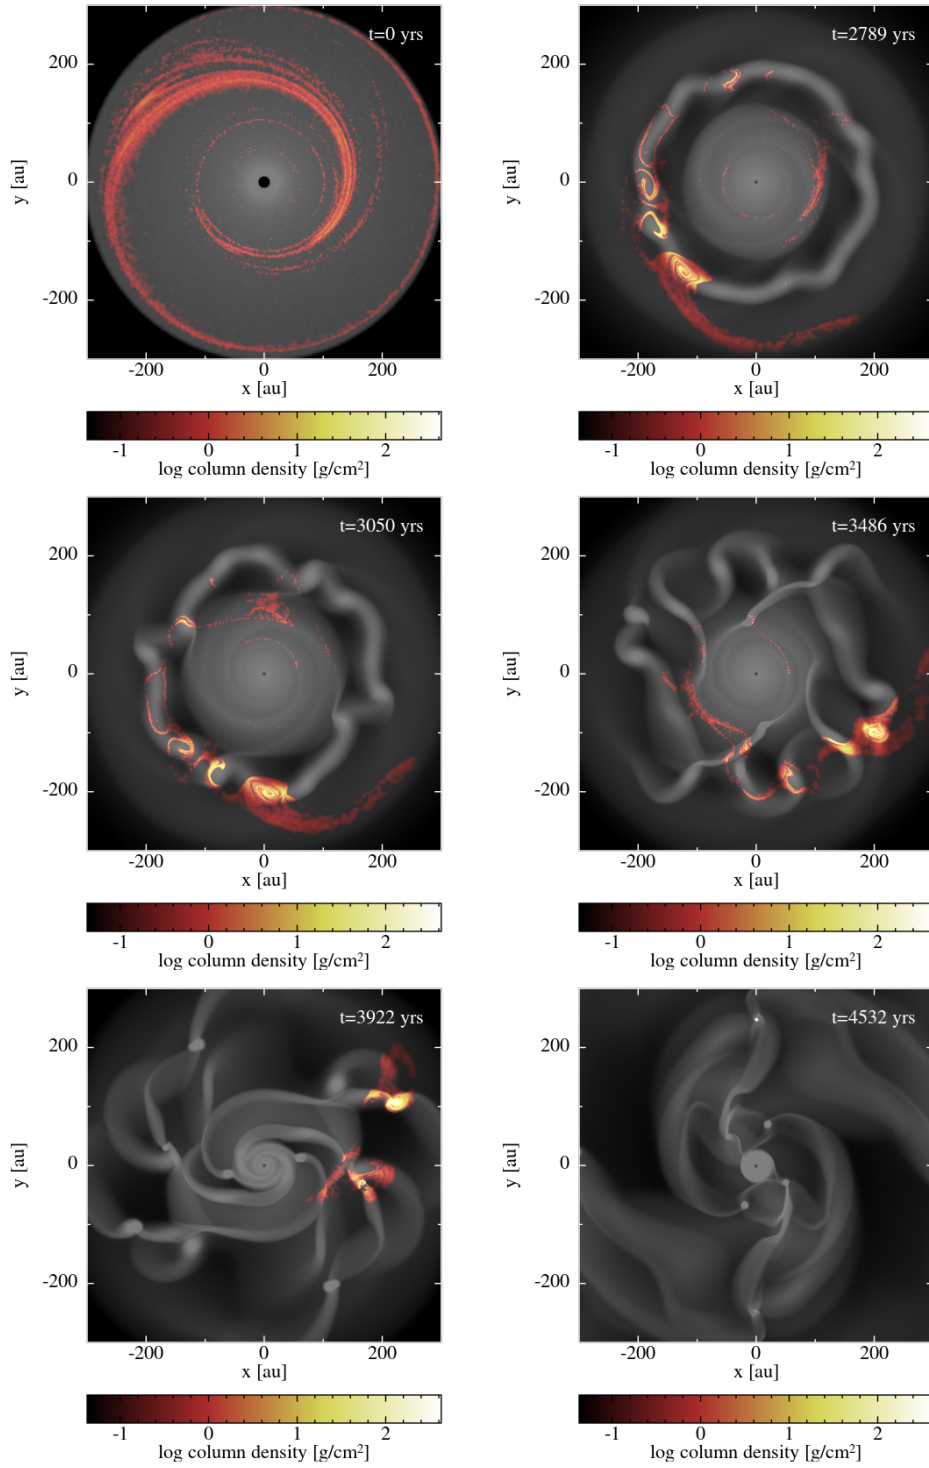 t=0 yrs
200
0
-200
y [au]
-200 0 200
x [au]
-1 0 1 2
log column density [g/cm²]
t=2789 yrs
200
0
-200
y [au]
-200 0 200
x [au]
-1 0 1 2
log column density [g/cm²]
t=3050 yrs
200
0
-200
y [au]
-200 0 200
x [au]
-1 0 1 2
log column density [g/cm²]
t=3486 yrs
200
0
-200
y [au]
-200 0 200
x [au]
-1 0 1 2
log column density [g/cm²]
t=3922 yrs
200
0
-200
y [au]
-200 0 200
x [au]
-1 0 1 2
log column density [g/cm²]
t=4532 yrs
200
0
-200
y [au]
-200 0 200
x [au]
-1 0 1 2
log column density [g/cm²]